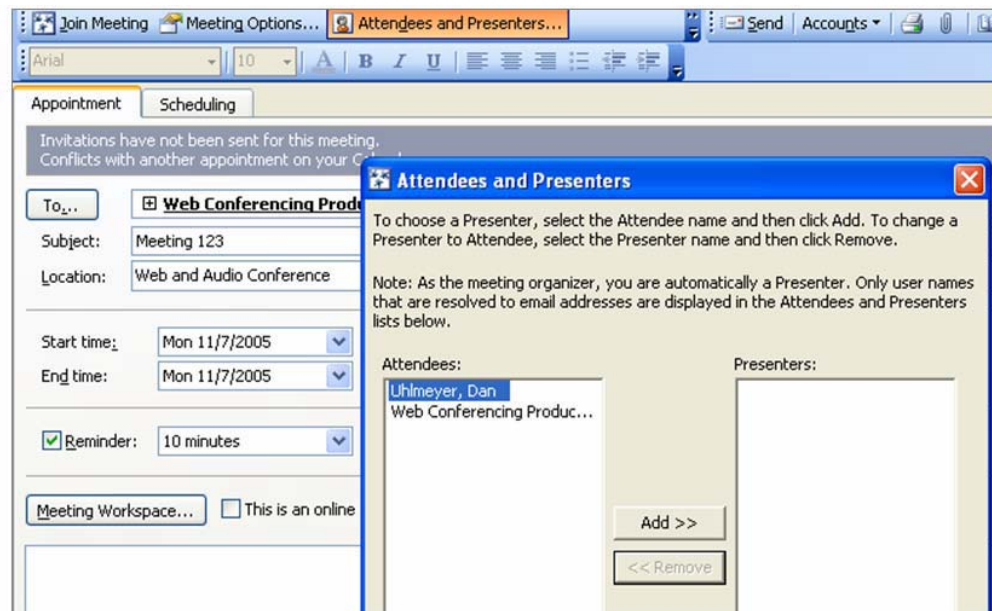 Join Meeting Meeting Options... Attendees and Presenters... Send Accounts
Arial 10 A B I U
Appointment Scheduling
Invitations have not been sent for this meeting.
Conflicts with another appointment on your
To... Web Conferencing Produ
Subject: Meeting 123
Location: Web and Audio Conference
Start time: Mon 11/7/2005
End time: Mon 11/7/2005
Reminder: 10 minutes
Meeting Workspace... This is an online
Attendees and Presenters
To choose a Presenter, select the Attendee name and then click Add. To change a
Presenter to Attendee, select the Presenter name and then click Remove.
Note: As the meeting organizer, you are automatically a Presenter. Only user names
that are resolved to email addresses are displayed in the Attendees and Presenters
lists below.
Attendees: Presenters:
Uhlmeyer, Dan
Web Conferencing Produc...
Add >>
<< Remove